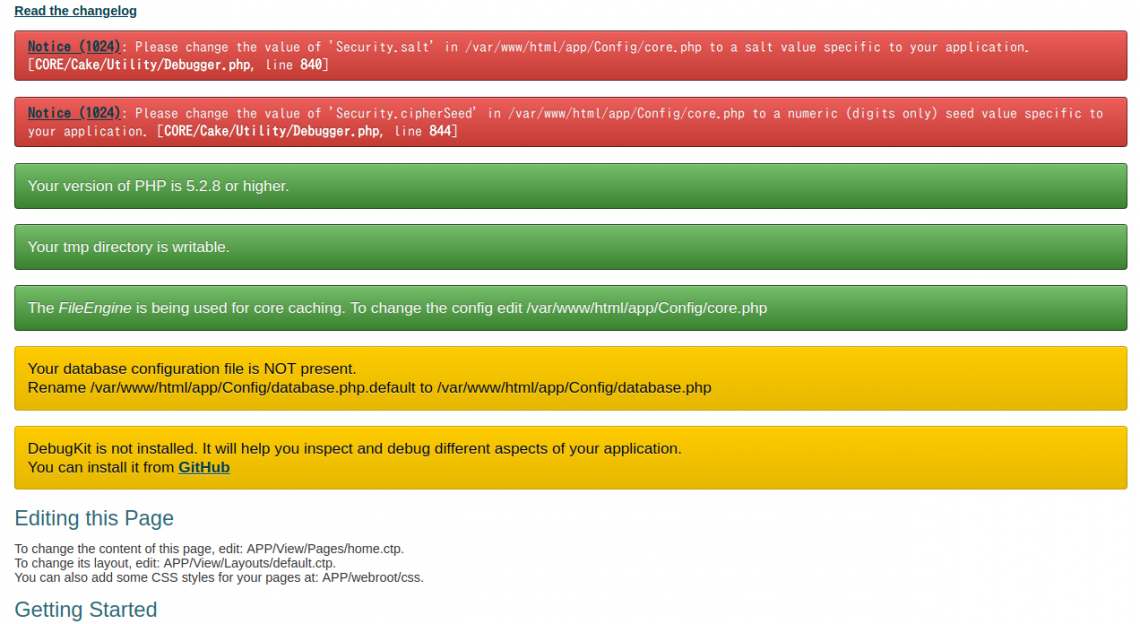 Read the changelog
Notice (1024): Please change the value of 'Security.salt' in /var/www/html/app/Config/core.php to a salt value specific to your application.
[CORE/Cake/Utility/Debugger.php, line 840]
Notice (1024): Please change the value of 'Security.cipherSeed' in /var/www/html/app/Config/core.php to a numeric (digits only) seed value specific to
your application. [CORE/Cake/Utility/Debugger.php, line 844]
Your version of PHP is 5.2.8 or higher.
Your tmp directory is writable.
The FileEngine is being used for core caching. To change the config edit /var/www/html/app/Config/core.php
Your database configuration file is NOT present.
Rename /var/www/html/app/Config/database.php.default to /var/www/html/app/Config/database.php
DebugKit is not installed. It will help you inspect and debug different aspects of your application.
You can install it from GitHub
Editing this Page
To change the content of this page, edit: APP/View/Pages/home.ctp.
To change its layout, edit: APP/View/Layouts/default.ctp.
You can also add some CSS styles for your pages at: APP/webroot/css.
Getting Started